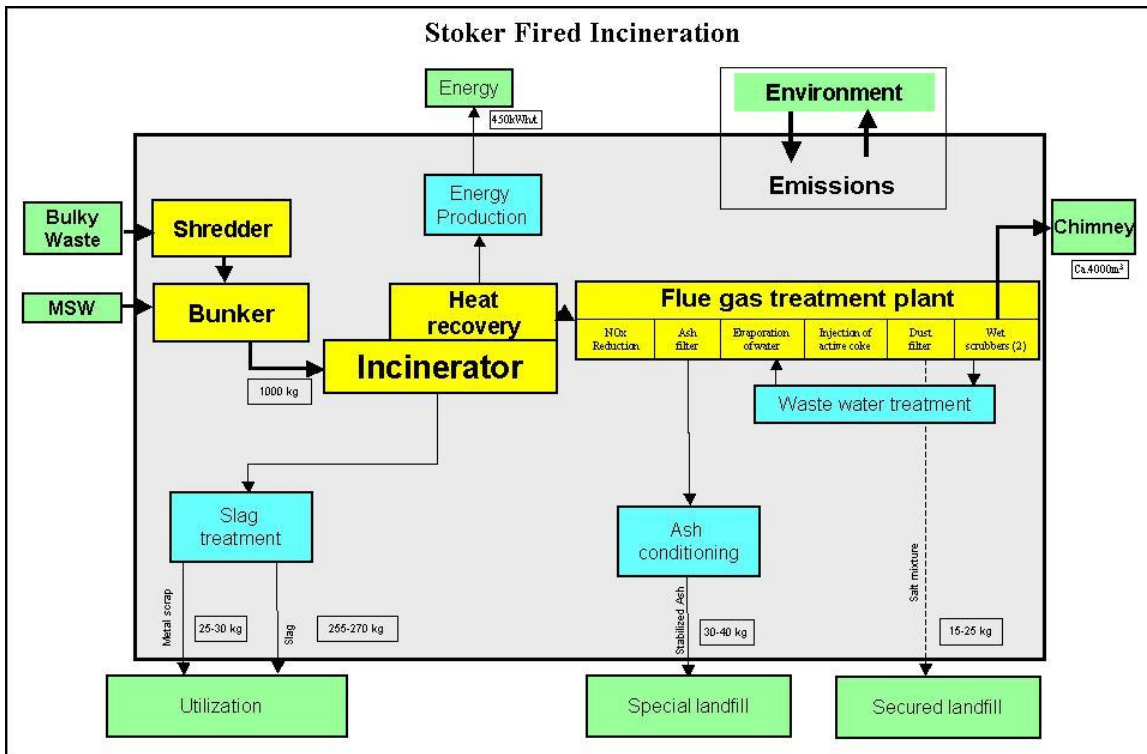 Stoker Fired Incineration
Energy
450kWh/t
Environment
Emissions
Energy
Production
Bulky
Waste
Shredder
Chimney
Ca.4000m³
MSW
Bunker
Heat
recovery
Flue gas treatment plant
NOx
Reduction
Ash
filter
Evaporation
of water
Injection of
active coke
Dust
filter
Wet
scrubbers (2)
Incinerator
1000 kg
Waste water treatment
Slag
treatment
Ash
conditioning
Metal scrap
25-30 kg
Slag
255-270 kg
Stabilized Ash
30-40 kg
Salt mixture
15-25 kg
Utilization
Special landfill
Secured landfill